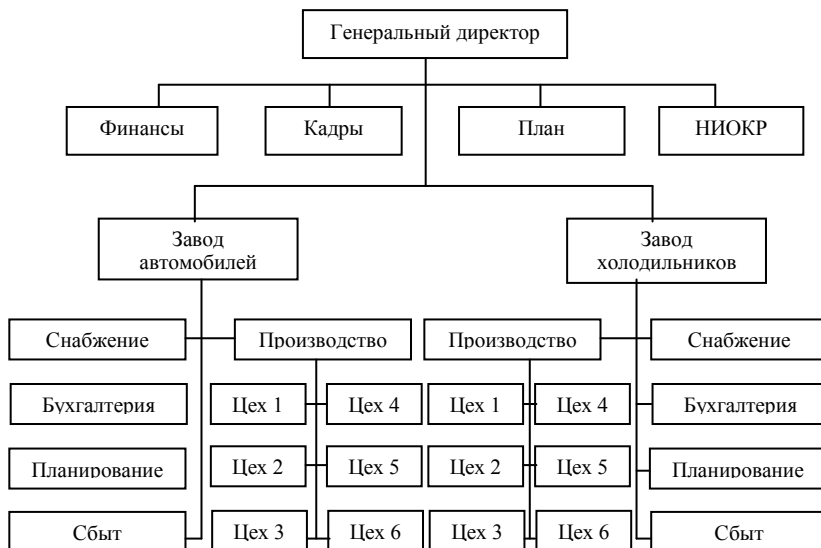 Генеральный директор
Финансы
Кадры
План
НИОКР
Завод
автомобилей
Завод
холодильников
Снабжение
Производство
Производство
Снабжение
Бухгалтерия
Цех 1
Цех 4
Цех 1
Цех 4
Бухгалтерия
Планирование
Цех 2
Цех 5
Цех 2
Цех 5
Планирование
Сбыт
Цех 3
Цех 6
Цех 3
Цех 6
Сбыт